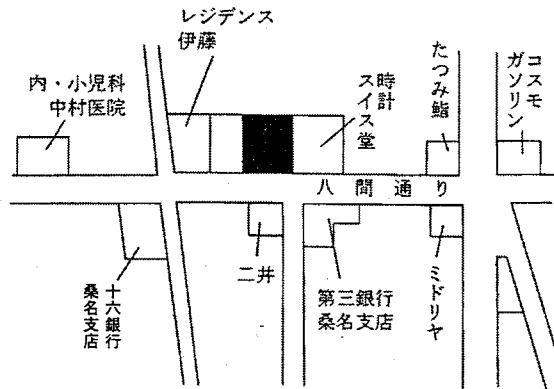 レジデンス
伊藤
内・小児科
中村医院
時計
スイス堂
たつみ鮨
コスモ
ガソリン
八間通り
十六銀行
桑名支店
二井
第三銀行
桑名支店
ミドリヤ